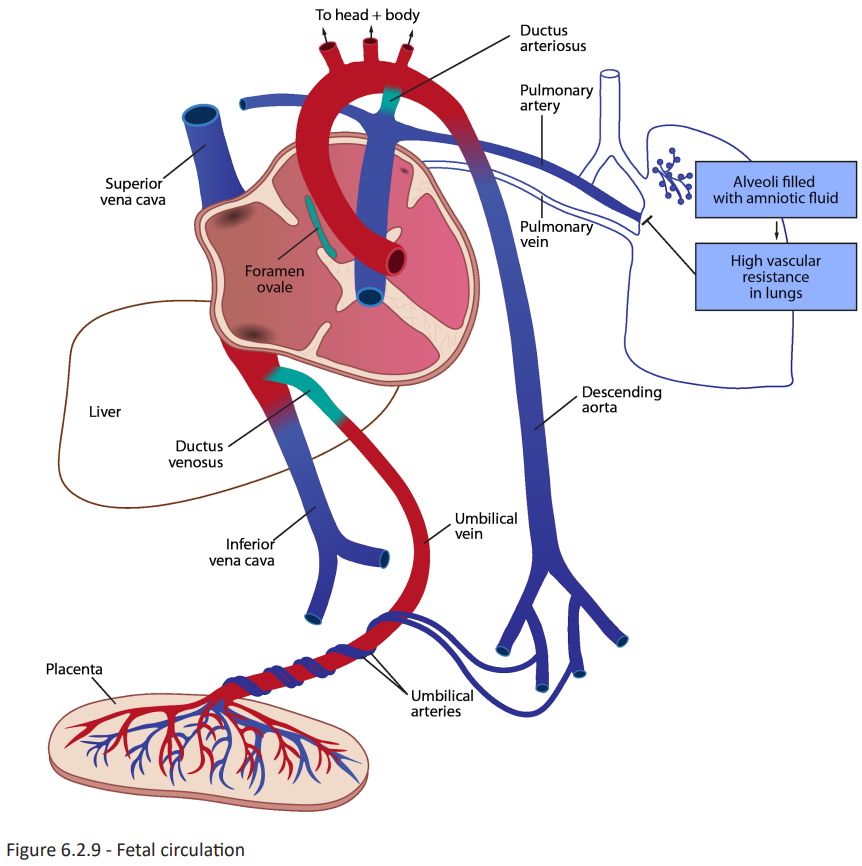 To head + body
Ductus
arteriosus
Pulmonary
artery
Superior
vena cava
Alveoli filled
with amniotic fluid
Pulmonary
vein
Foramen
ovale
High vascular
resistance
in lungs
Liver
Descending
aorta
Ductus
venosus
Umbilical
vein
Inferior
vena cava
Placenta
Umbilical
arteries
Figure 6.2.9 - Fetal circulation